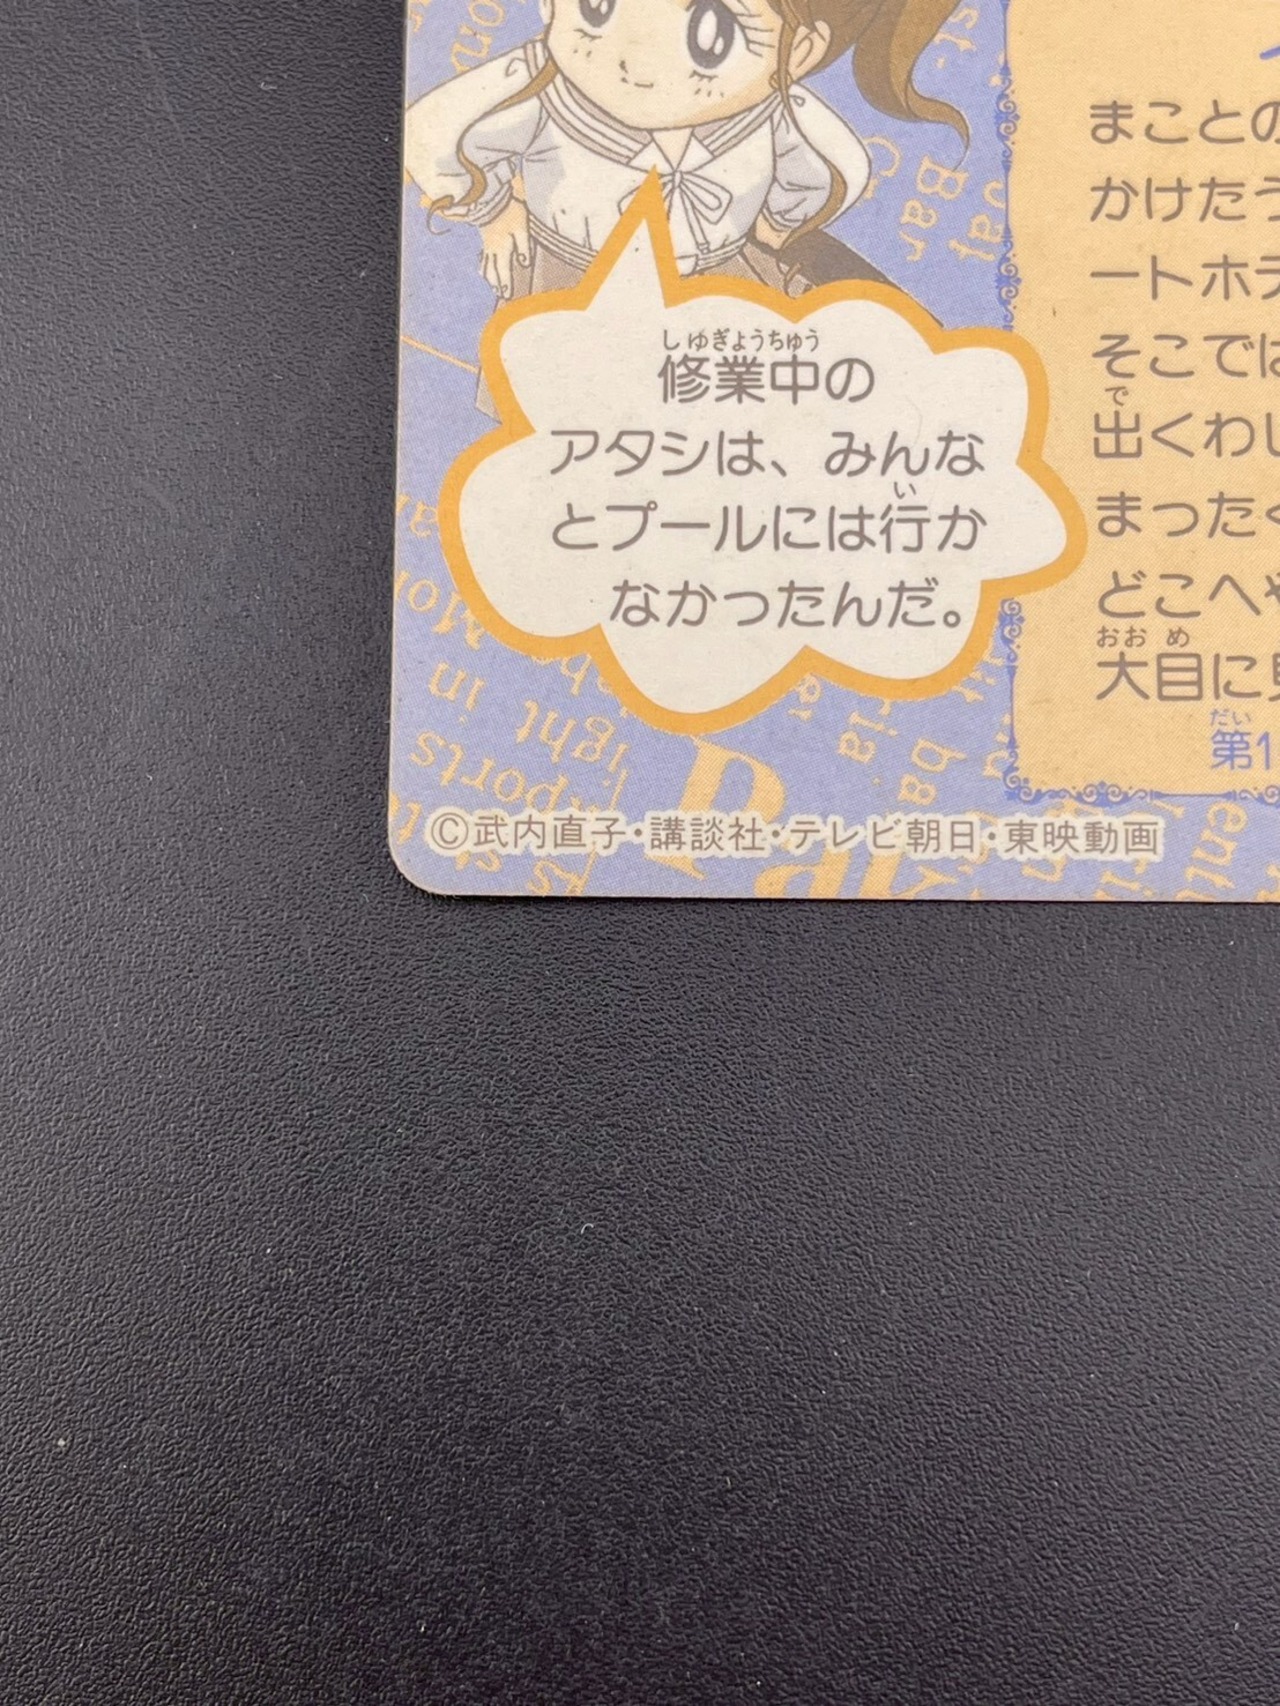 しゅぎょうちゅう
修業中の
アタシは、みんな
い
とプールには行か
なかったんだ。
まことの
かけたう
ートホテ
そこでは
で
出くわし
まったく
どこへや
おおめ
大目に見
だい
第1
©武内直子・講談社・テレビ朝日・東映動画